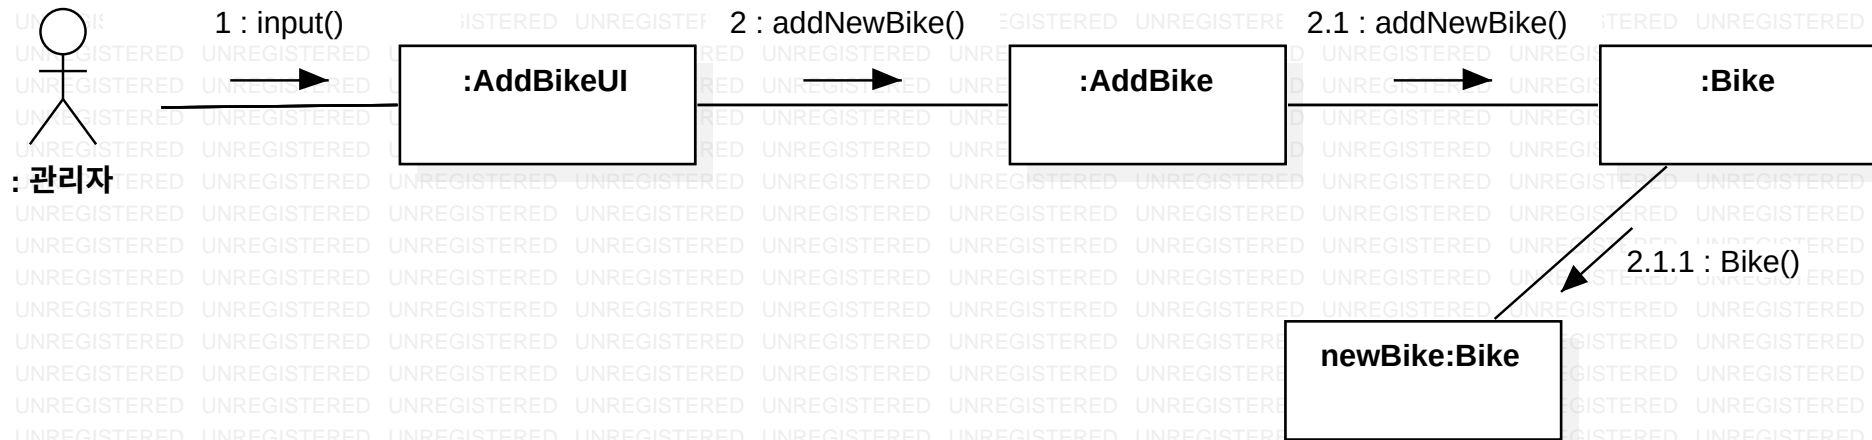 1 : input()
2 : addNewBike()
2.1 : addNewBike()
:AddBikeUI
:AddBike
:Bike
: 관리자
2.1.1 : Bike()
newBike:Bike
UNREGISTERED